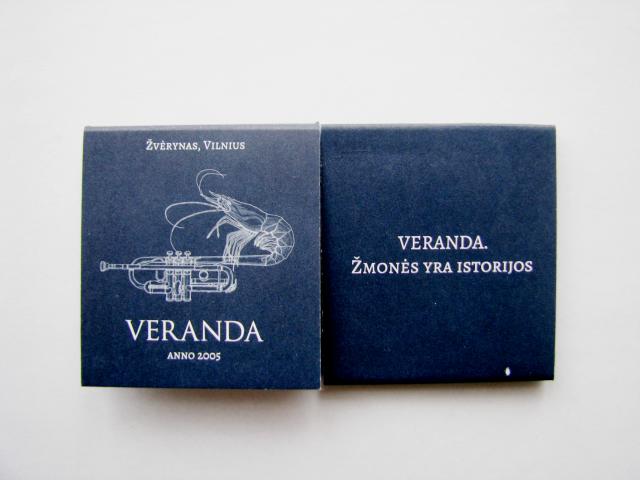 ŽVĖRYNAS, VILNIUS
VERANDA
ANNO 2005
VERANDA.
ŽMONĖS YRA ISTORIJOS